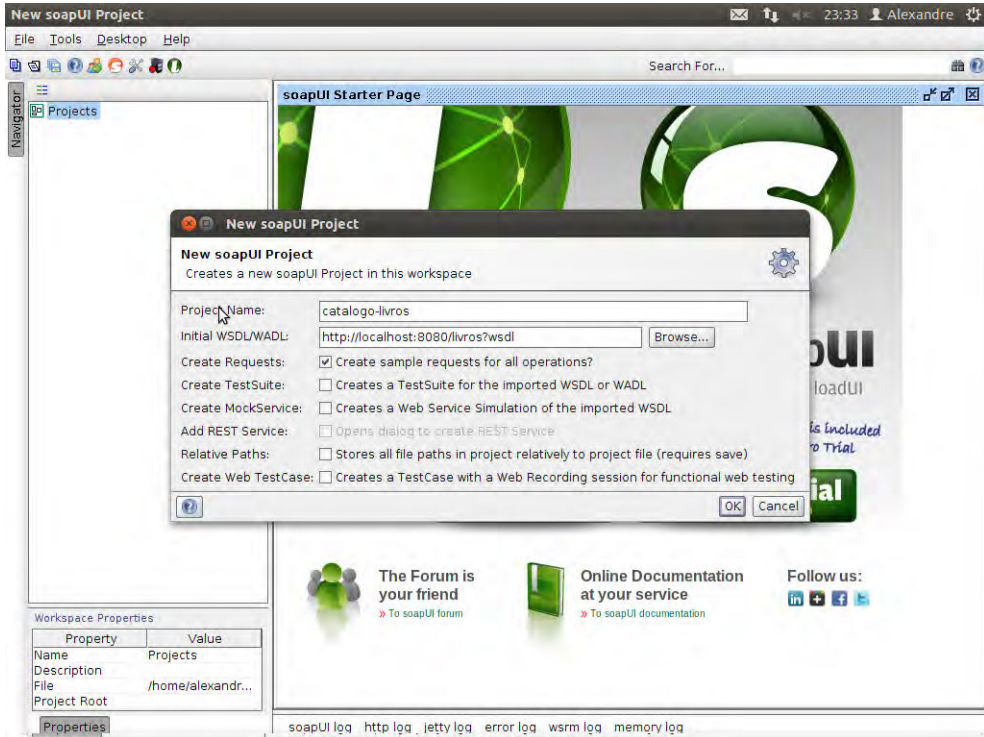 New soapUI Project
23:33 Alexandre
File Tools Desktop Help
Search For...
Navigator
Projects
soapUI Starter Page
New soapUI Project
New soapUI Project
Creates a new soapUI Project in this workspace
Project Name: catalogo-livros
Initial WSDL/WADL: http://localhost:8080/livros?wsdl Browse...
Create Requests: Create sample requests for all operations?
Create TestSuite: Creates a TestSuite for the imported WSDL or WADL
Create MockService: Creates a Web Service Simulation of the imported WSDL
Add REST Service: Opens dialog to create REST Service
Relative Paths: Stores all file paths in project relatively to project file (requires save)
Create Web TestCase: Creates a TestCase with a Web Recording session for functional web testing
OK Cancel
UI
loadUI
is included
Trial
ial
The Forum is
your friend
» To soapUI forum
Online Documentation
at your service
» To soapUI documentation
Follow us:
Workspace Properties
Property Value
Name Projects
Description
File /home/alexandr...
Project Root
Properties
soapUI log http log jetty log error log wsrm log memory log